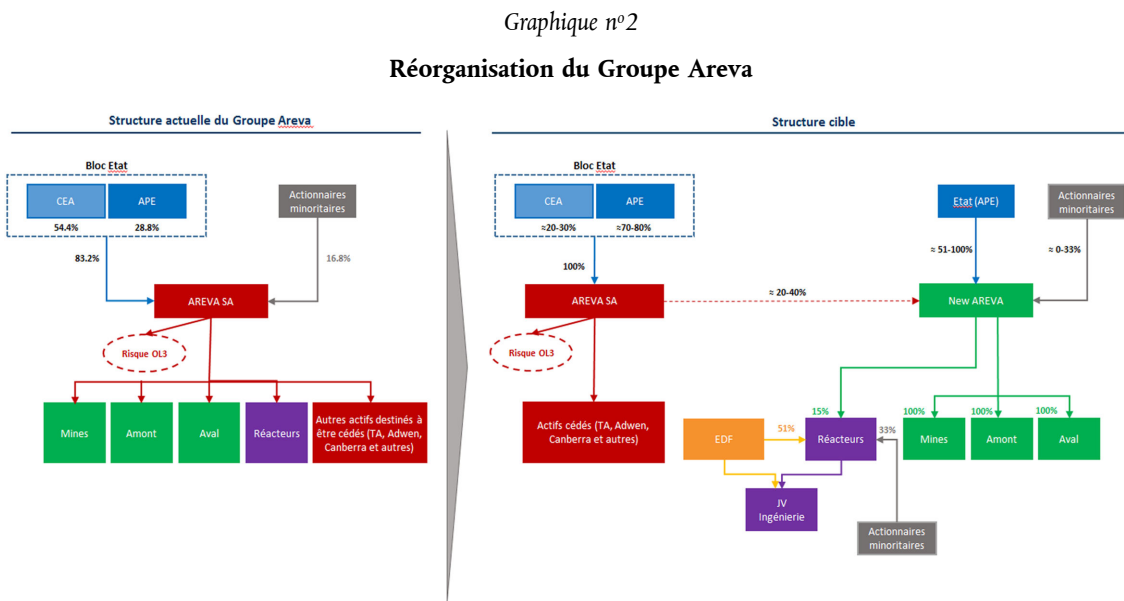 Graphique nº2
Réorganisation du Groupe Areva
Structure actuelle du Groupe Areva
Bloc Etat
CEA
APE
54.4%
28.8%
Actionnaires
minoritaires
83.2%
16.8%
AREVA SA
Risque OL3
Mines
Amont
Aval
Réacteurs
Autres actifs destinés à
être cédés (TA, Adwen,
Canberra et autres)
Structure cible
Bloc Etat
CEA
APE
≈20-30%
≈70-80%
Etat (APE)
Actionnaires
minoritaires
100%
≈ 51-100%
≈ 0-33%
AREVA SA
≈ 20-40%
New AREVA
Risque OL3
Actifs cédés (TA, Adwen,
Canberra et autres)
EDF
51%
15%
Réacteurs
33%
100%
100%
100%
Mines
Amont
Aval
JV
Ingénierie
Actionnaires
minoritaires